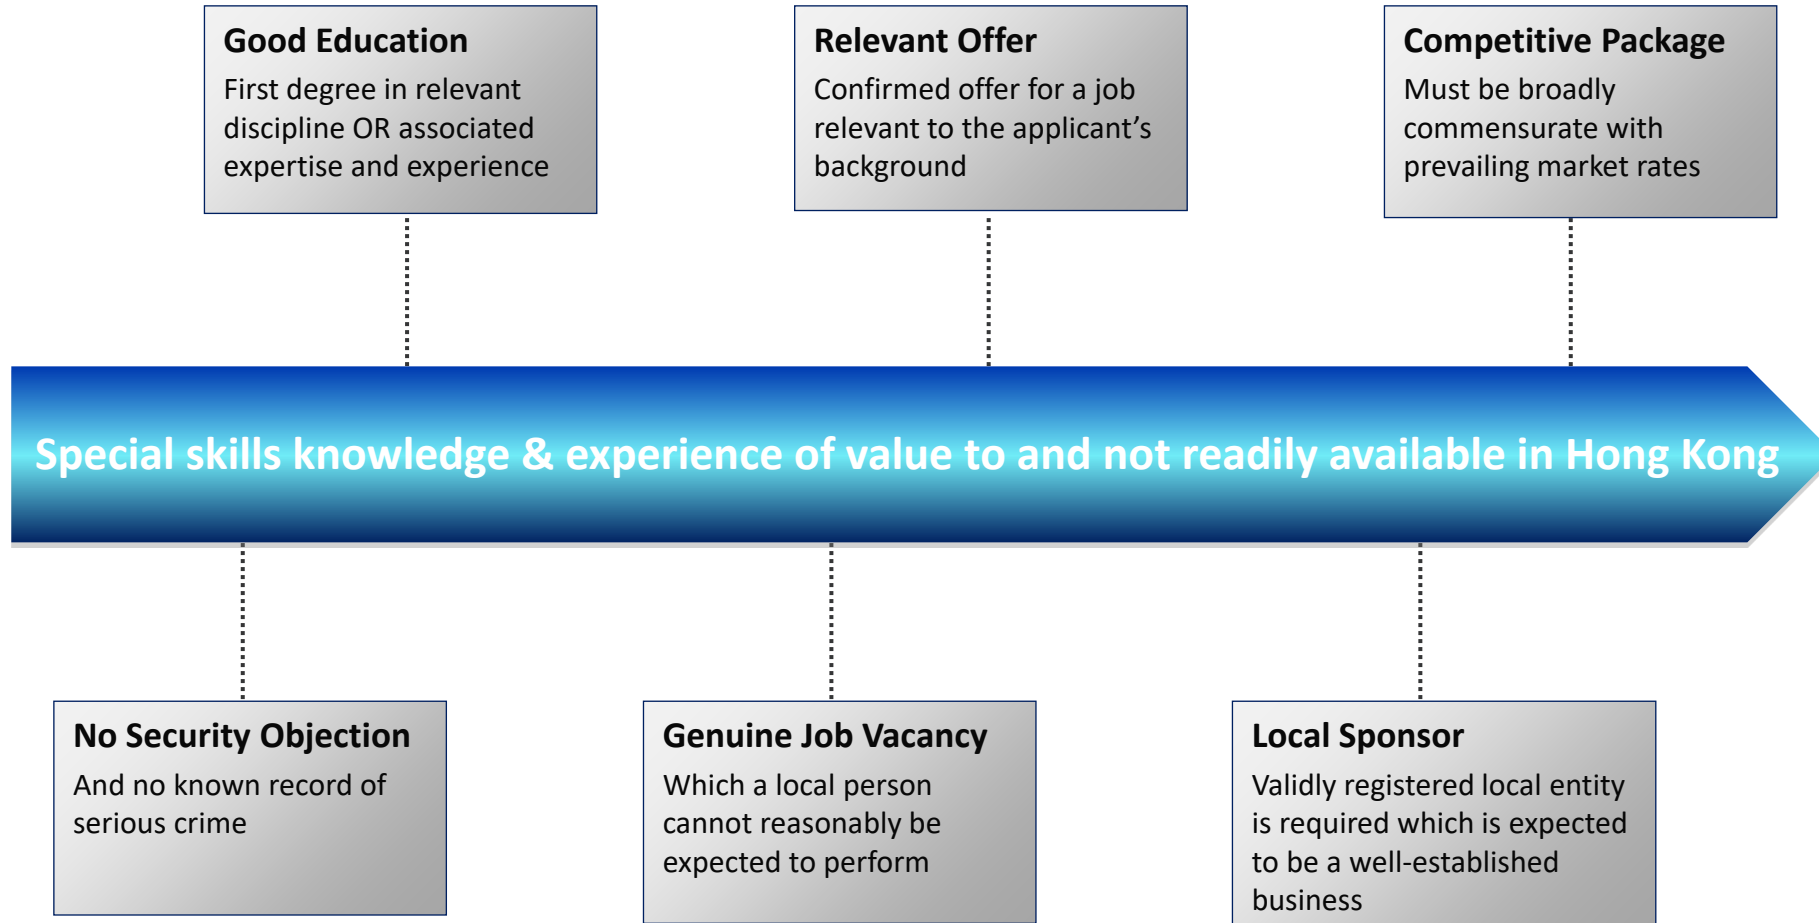 Good Education
First degree in relevant
discipline OR associated
expertise and experience
Relevant Offer
Confirmed offer for a job
relevant to the applicant’s
background
Competitive Package
Must be broadly
commensurate with
prevailing market rates
Special skills knowledge & experience of value to and not readily available in Hong Kong
No Security Objection
And no known record of
serious crime
Genuine Job Vacancy
Which a local person
cannot reasonably be
expected to perform
Local Sponsor
Validly registered local entity
is required which is expected
to be a well-established
business